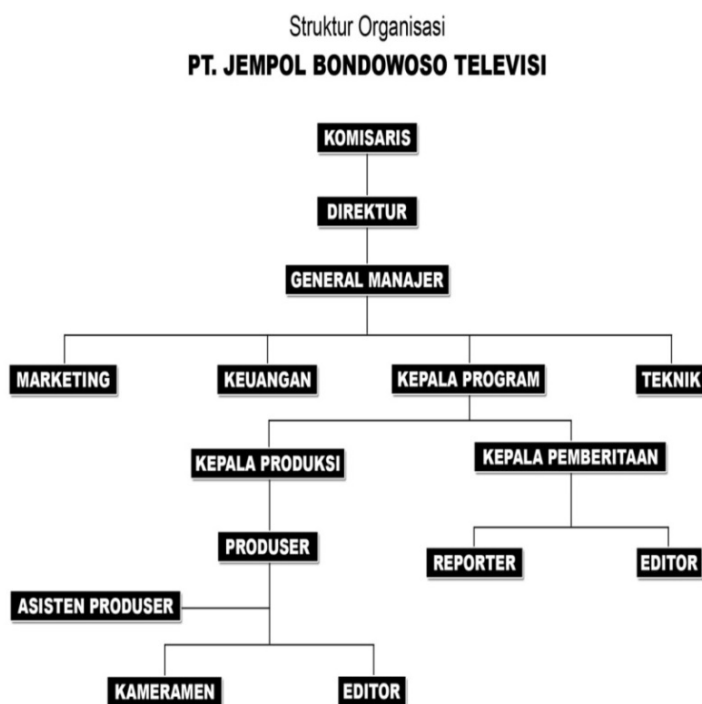 Struktur Organisasi
PT. JEMPOL BONDOWOSO TELEVISI
KOMISARIS
DIREKTUR
GENERAL MANAJER
MARKETING
KEUANGAN
KEPALA PROGRAM
TEKNIK
KEPALA PRODUKSI
KEPALA PEMBERITAAN
PRODUSER
REPORTER
EDITOR
ASISTEN PRODUSER
KAMERAMEN
EDITOR